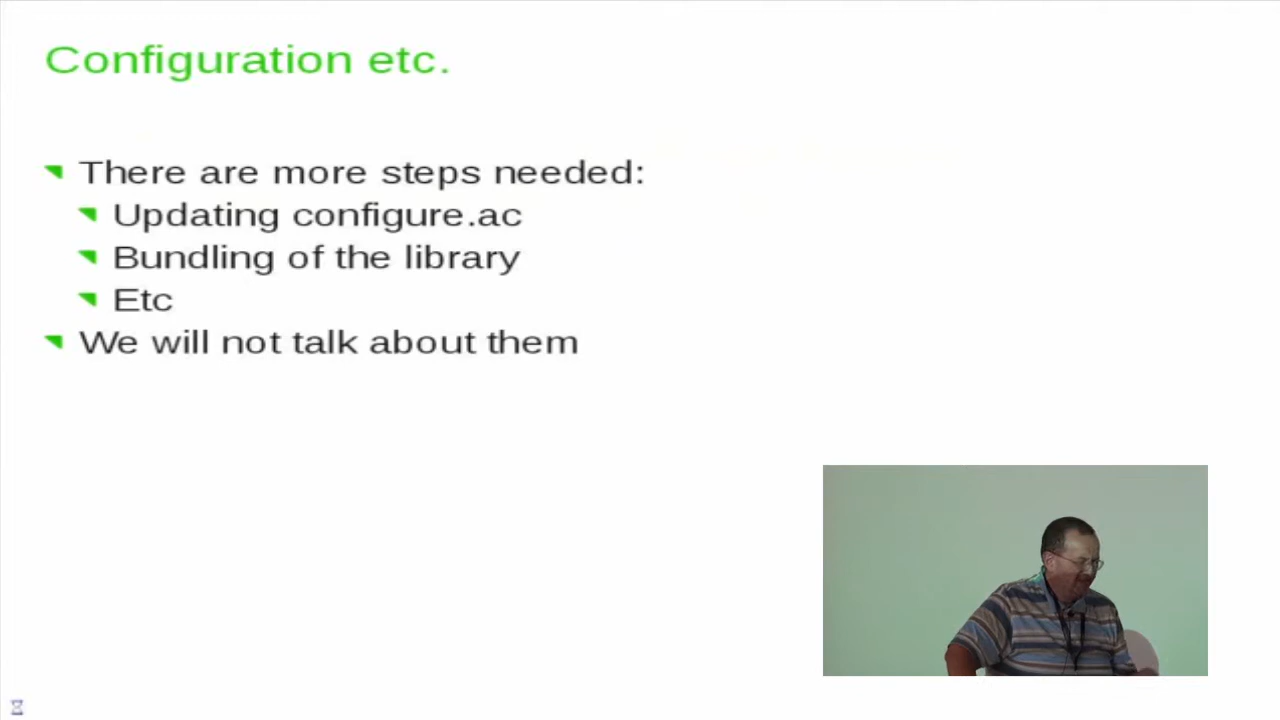 Configuration etc.
There are more steps needed:
Updating configure.ac
Bundling of the library
Etc
We will not talk about them